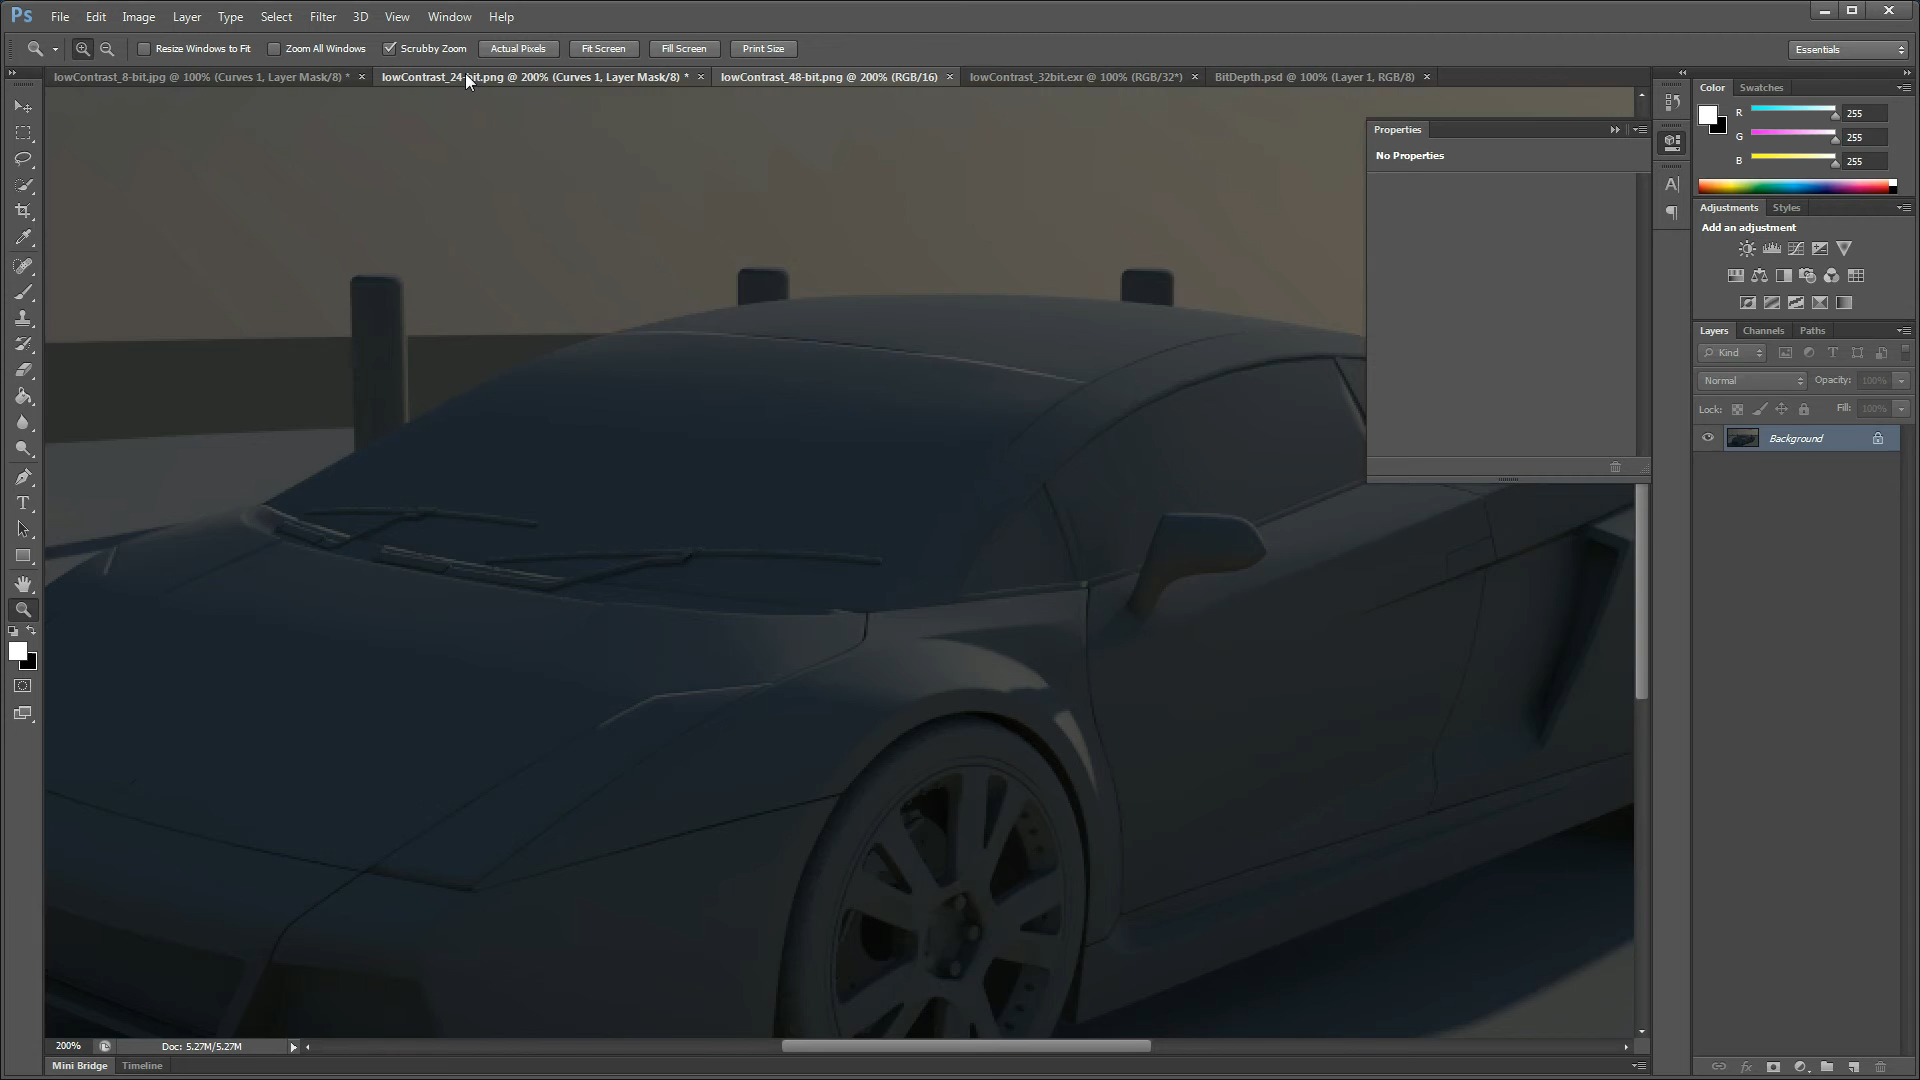 Ps File Edit Image Layer Type Select Filter 3D View Window Help
Resize Windows to Fit Zoom All Windows Scrubby Zoom Actual Pixels Fit Screen Fill Screen Print Size Essentials
lowContrast_8-bit.jpg @ 100% (Curves 1, Layer Mask/8) * × lowContrast_24-bit.png @ 200% (Curves 1, Layer Mask/8) * × lowContrast_48-bit.png @ 200% (RGB/16) × lowContrast_32bit.exr @ 100% (RGB/32*) × BitDepth.psd @ 100% (Layer 1, RGB/8) ×
Properties
No Properties
Color Swatches
R 255
G 255
B 255
Adjustments Styles
Add an adjustment
Layers Channels Paths
Kind
Normal Opacity: 100%
Lock: Fill: 100%
Background
200% Doc: 5.27M/5.27M
Mini Bridge Timeline